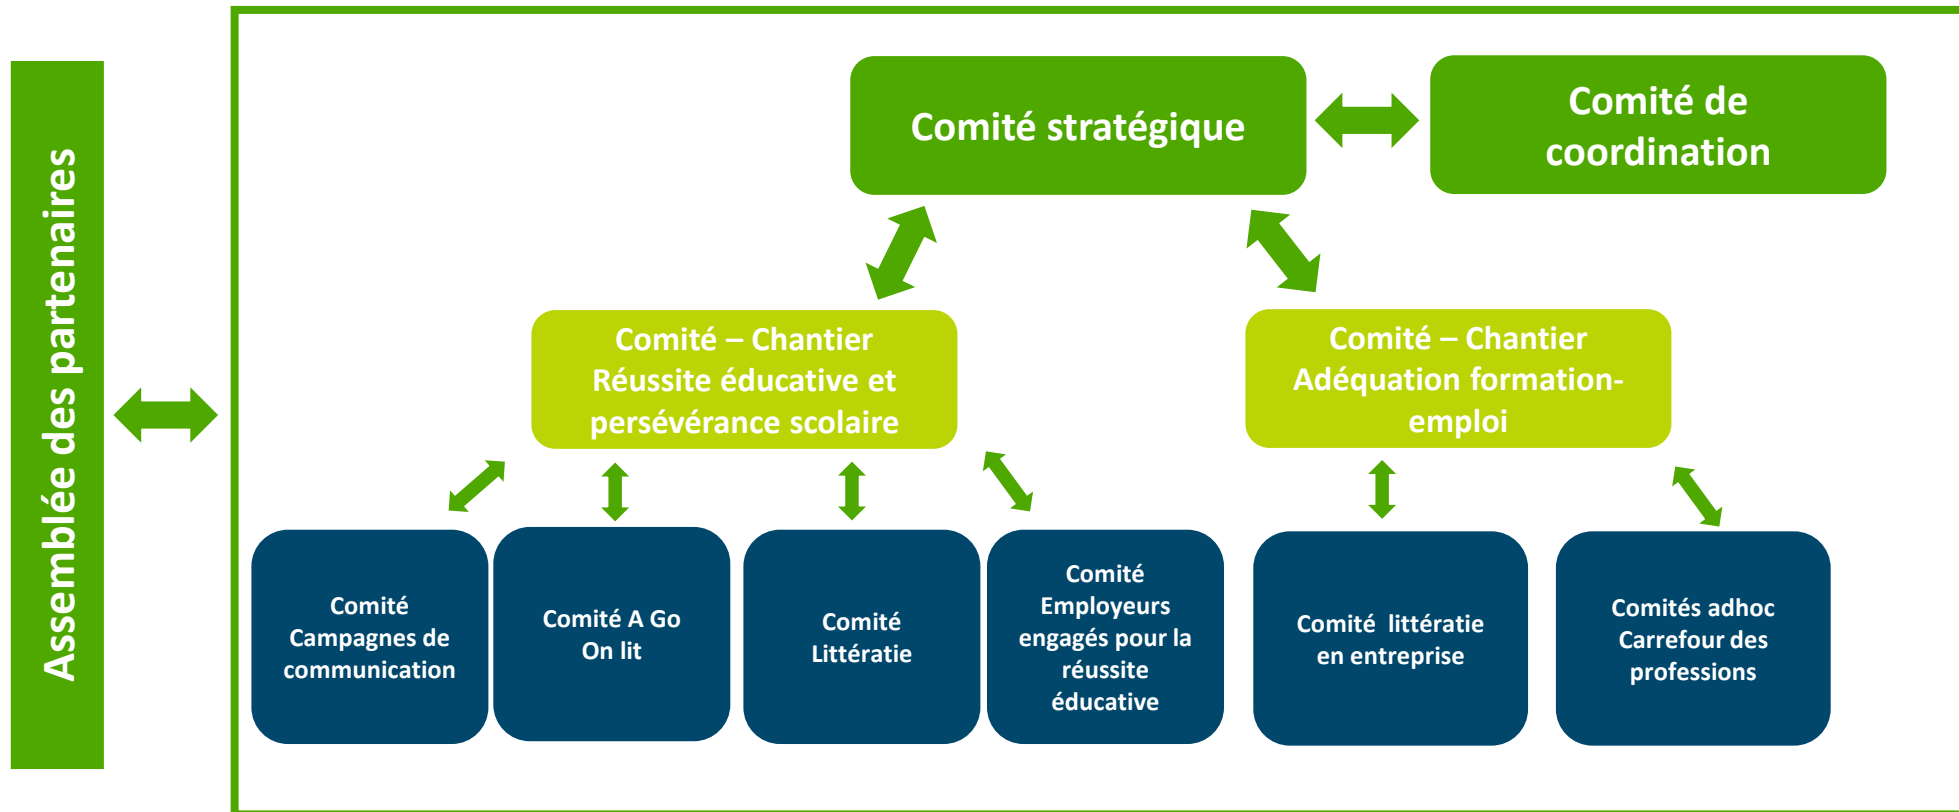 Assemblée des partenaires
Comité stratégique
Comité de
coordination
Comité – Chantier
Réussite éducative et
persévérance scolaire
Comité – Chantier
Adéquation formation-
emploi
Comité
Campagnes de
communication
Comité A Go
On lit
Comité
Littératie
Comité
Employeurs
engagés pour la
réussite
éducative
Comité  littératie
en entreprise
Comités adhoc
Carrefour des
professions